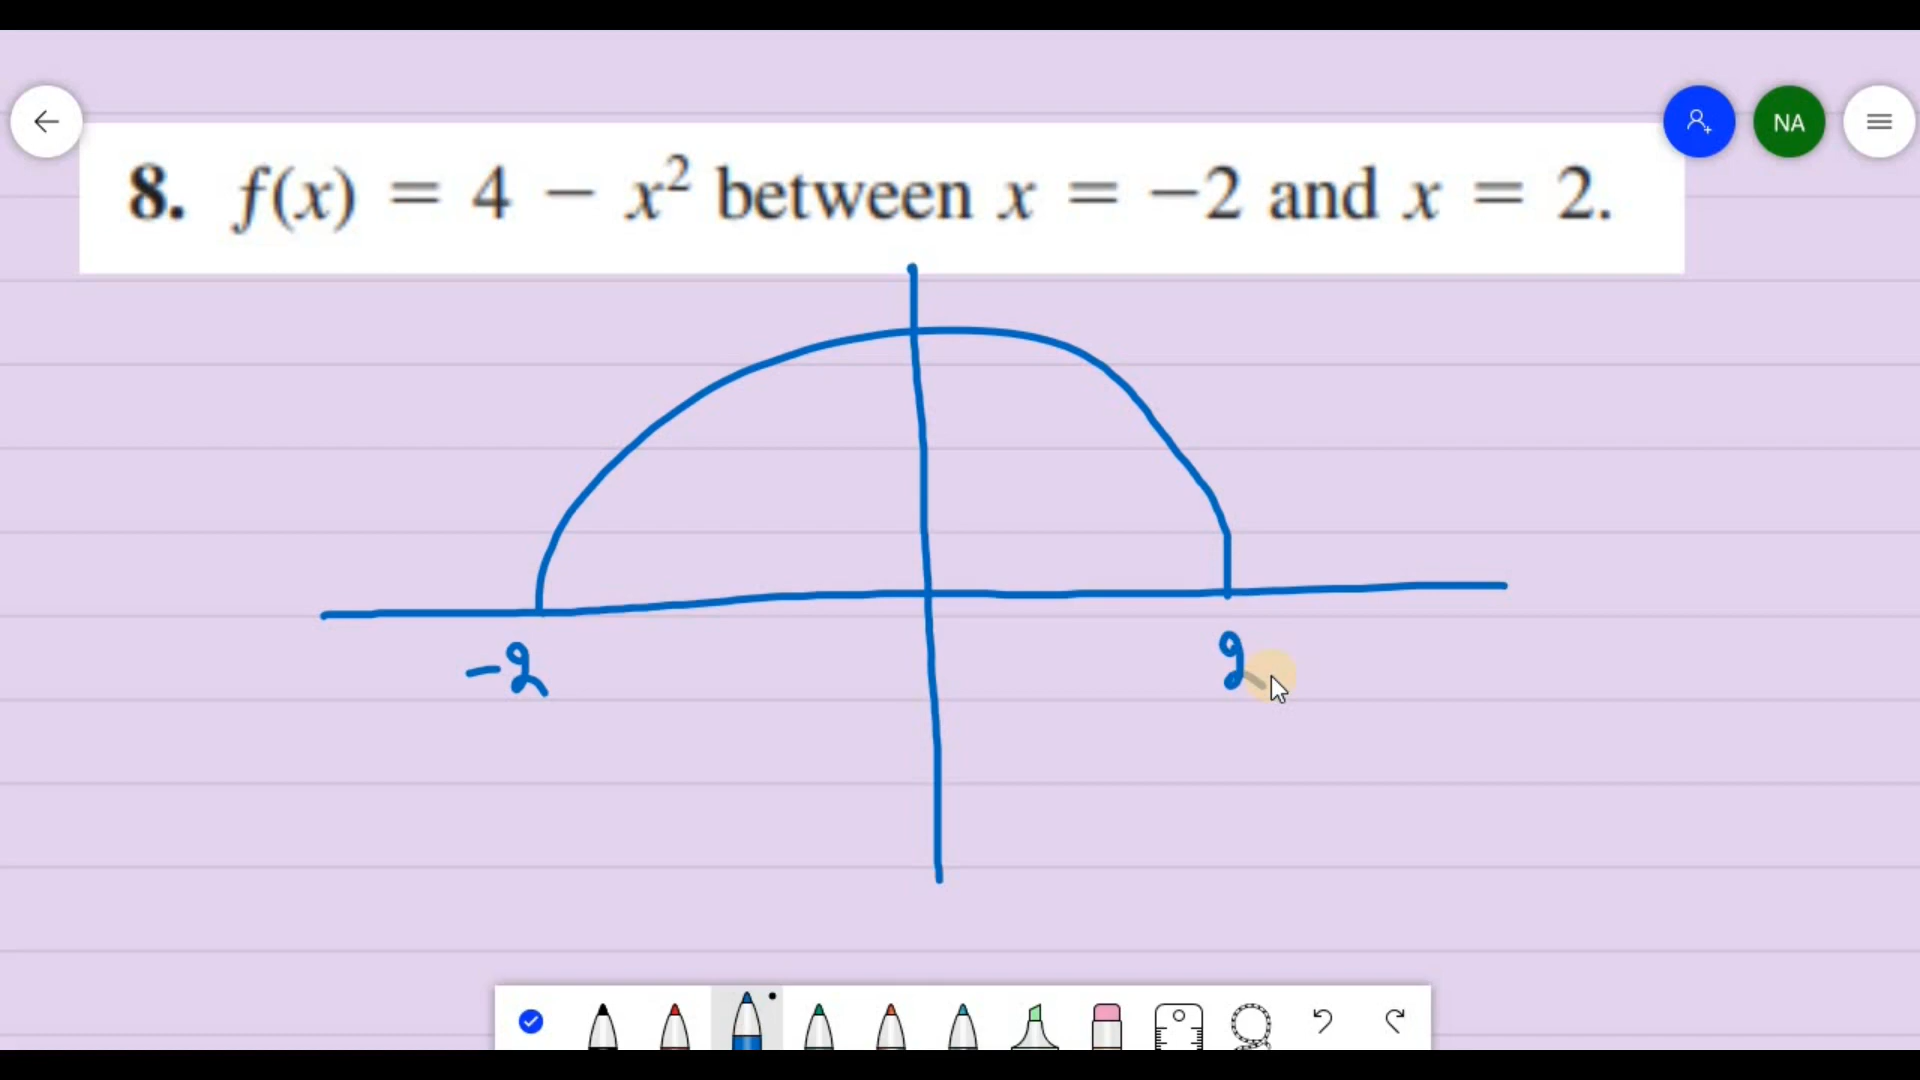 NA
8. f(x) = 4 − x² between x = −2 and x = 2.
-2 2